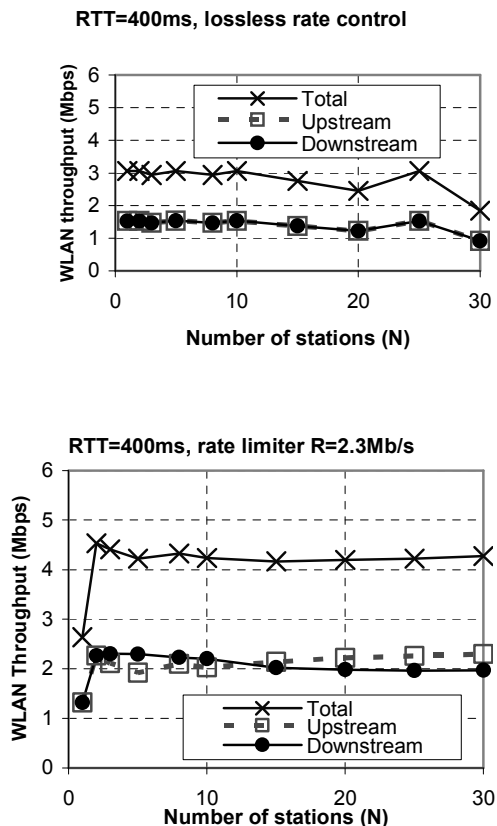 RTT=400ms, lossless rate control
6
5
4
3
2
1
0
WLAN throughput (Mbps)
Total
Upstream
Downstream
0
10
20
30
Number of stations (N)
RTT=400ms, rate limiter R=2.3Mb/s
6
5
4
3
2
1
0
WLAN Throughput (Mbps)
Total
Upstream
Downstream
0
10
20
30
Number of stations (N)